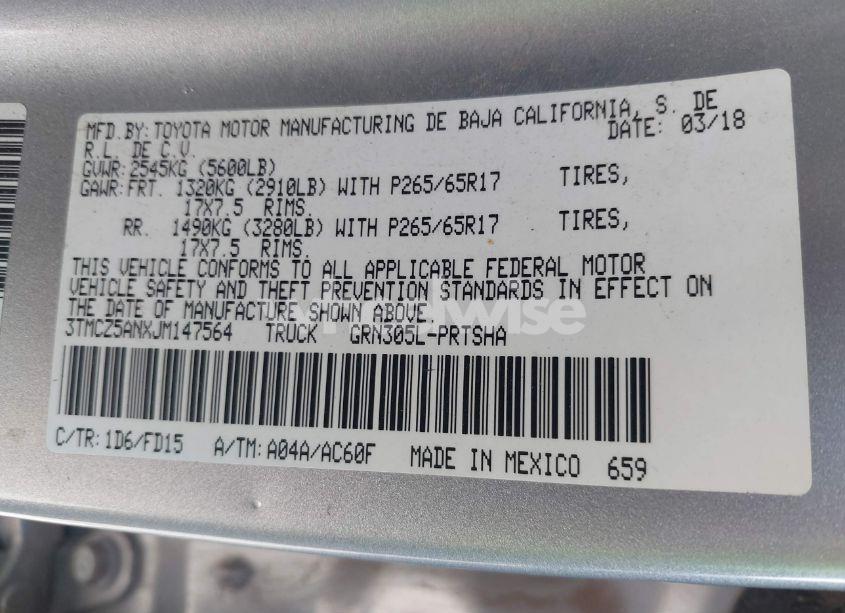 MFD.BY:TOYOTA MOTOR MANUFACTURING DE BAJA CALIFORNIA, S. DE
R.L. DE C.V. DATE: 03/18
GVWR:2545KG (5600LB)
GAWR:FRT. 1320KG (2910LB) WITH P265/65R17 TIRES,
17X7.5 RIMS.
RR. 1490KG (3280LB) WITH P265/65R17 TIRES,
17X7.5 RIMS.
THIS VEHICLE CONFORMS TO ALL APPLICABLE FEDERAL MOTOR
VEHICLE SAFETY AND THEFT PREVENTION STANDARDS IN EFFECT ON
THE DATE OF MANUFACTURE SHOWN ABOVE.
3TMCZ5ANXJM147564 TRUCK GRN305L-PRTSHA
C/TR:1D6/FD15 A/TM:A04A/AC60F MADE IN MEXICO 659